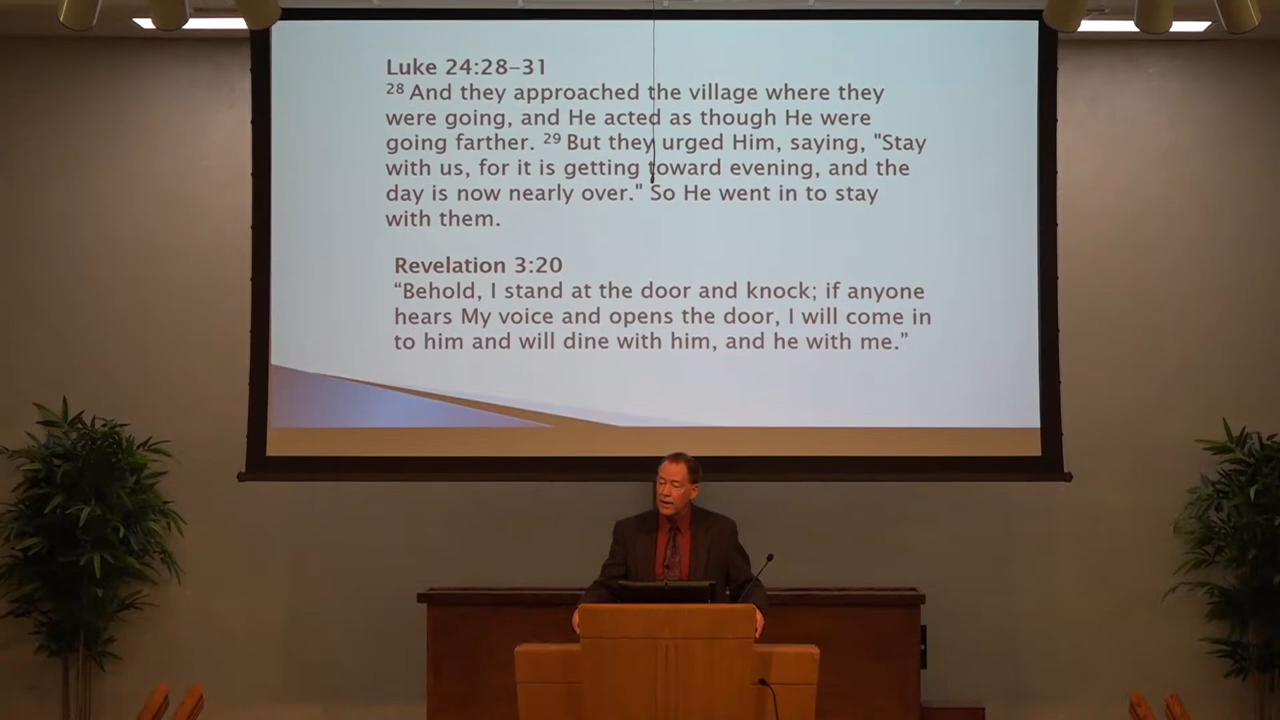 Luke 24:28–31
28 And they approached the village where they
were going, and He acted as though He were
going farther. 29 But they urged Him, saying, "Stay
with us, for it is getting toward evening, and the
day is now nearly over." So He went in to stay
with them.
Revelation 3:20
“Behold, I stand at the door and knock; if anyone
hears My voice and opens the door, I will come in
to him and will dine with him, and he with me.”